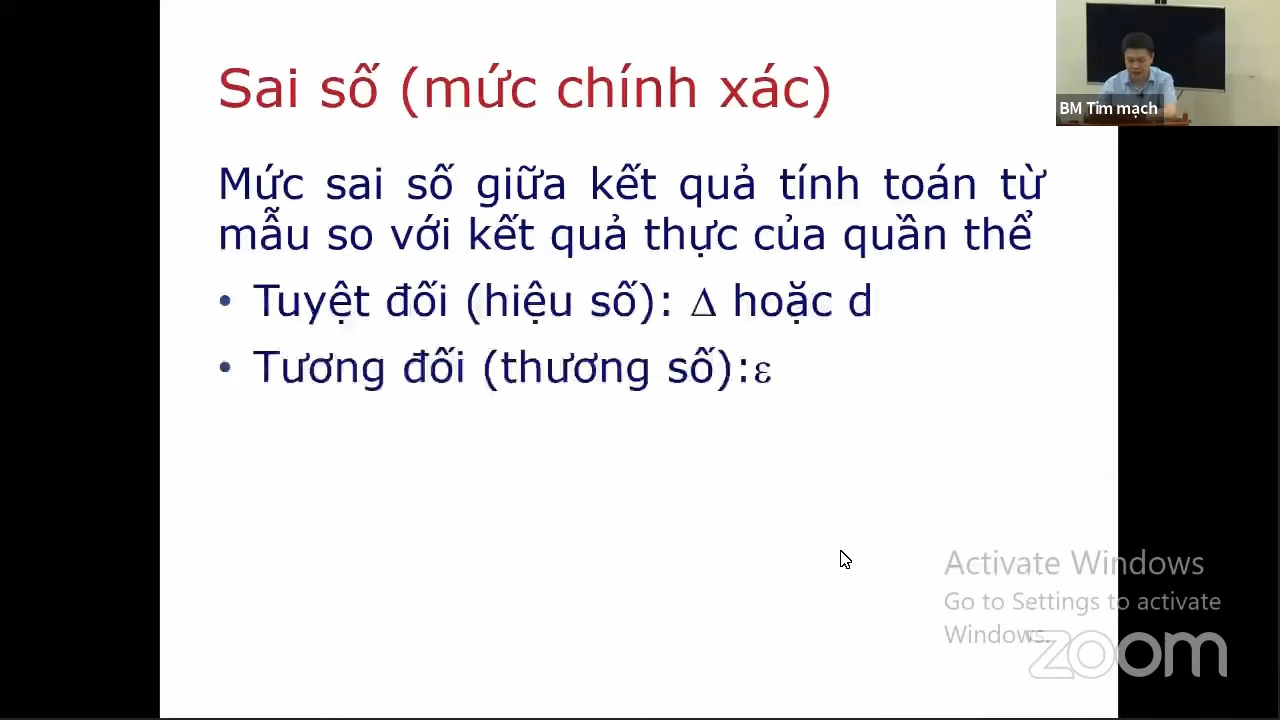 Sai số (mức chính xác)
BM Tim mạch
Mức sai số giữa kết quả tính toán từ
mẫu so với kết quả thực của quần thể
• Tuyệt đối (hiệu số): Δ hoặc d
• Tương đối (thương số):ε
Activate Windows
Go to Settings to activate
Windows.
zoom